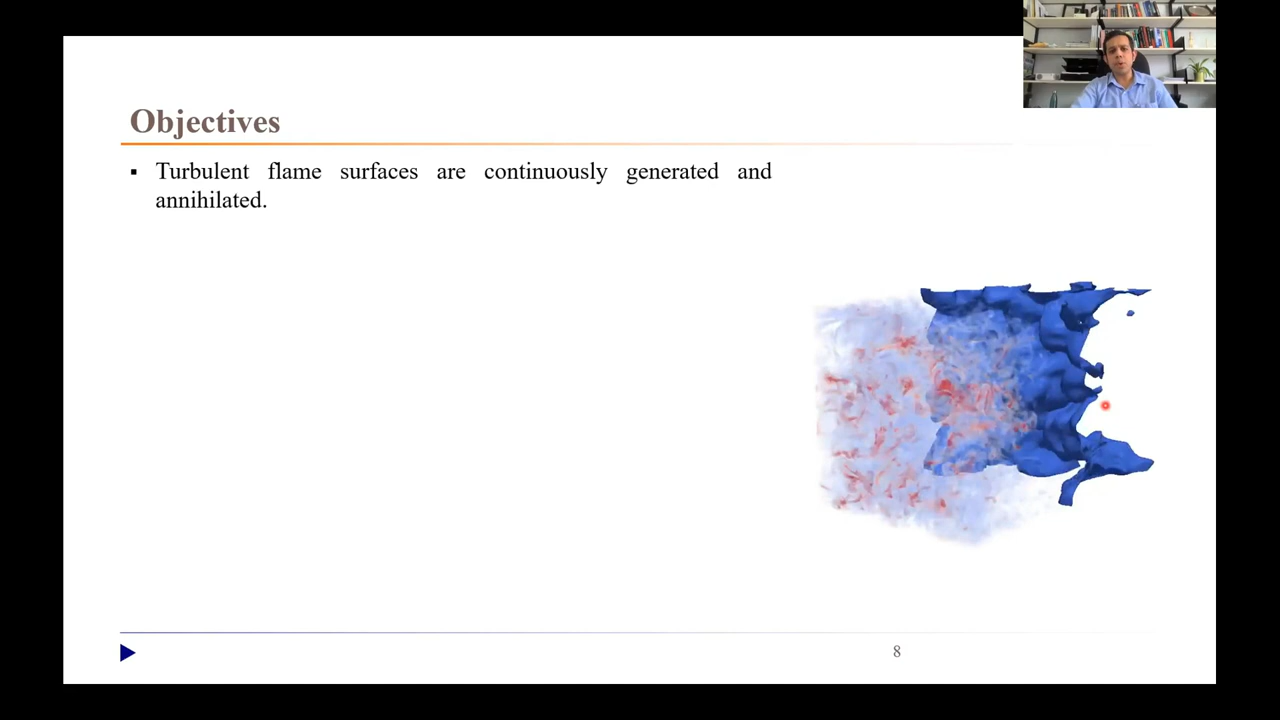 Objectives
▪ Turbulent flame surfaces are continuously generated and
annihilated.
8